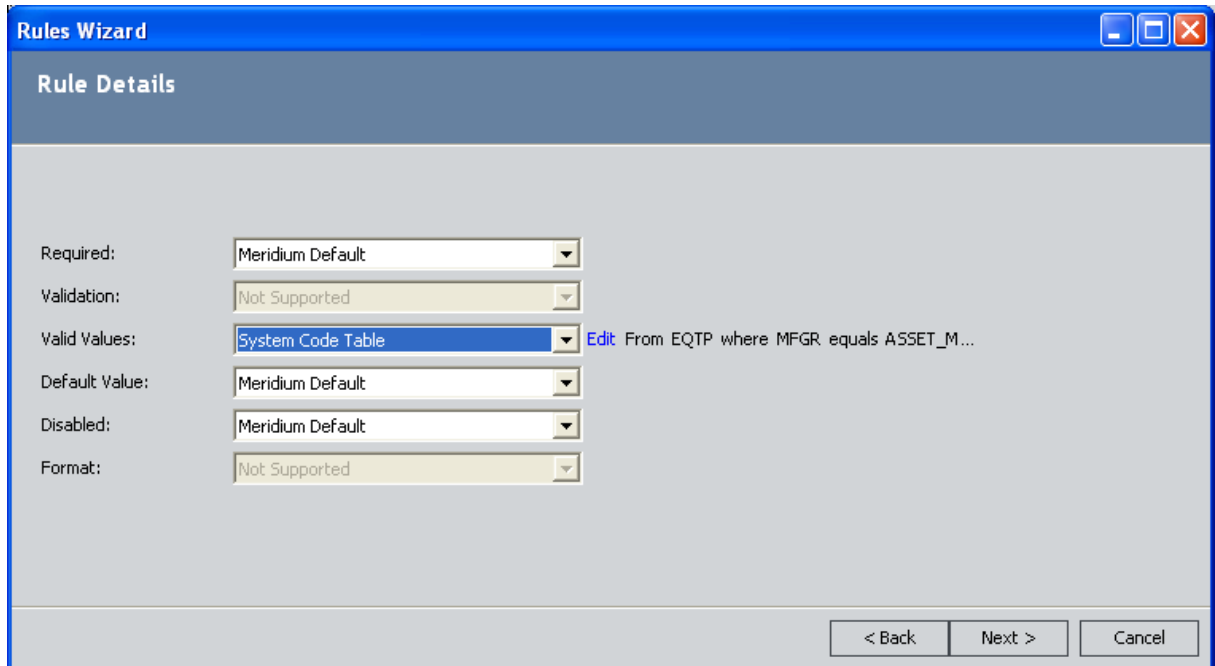 Rules Wizard
Rule Details
Required: Meridium Default
Validation: Not Supported
Valid Values: System Code Table Edit From EQTP where MFGR equals ASSET_M...
Default Value: Meridium Default
Disabled: Meridium Default
Format: Not Supported
< Back Next > Cancel